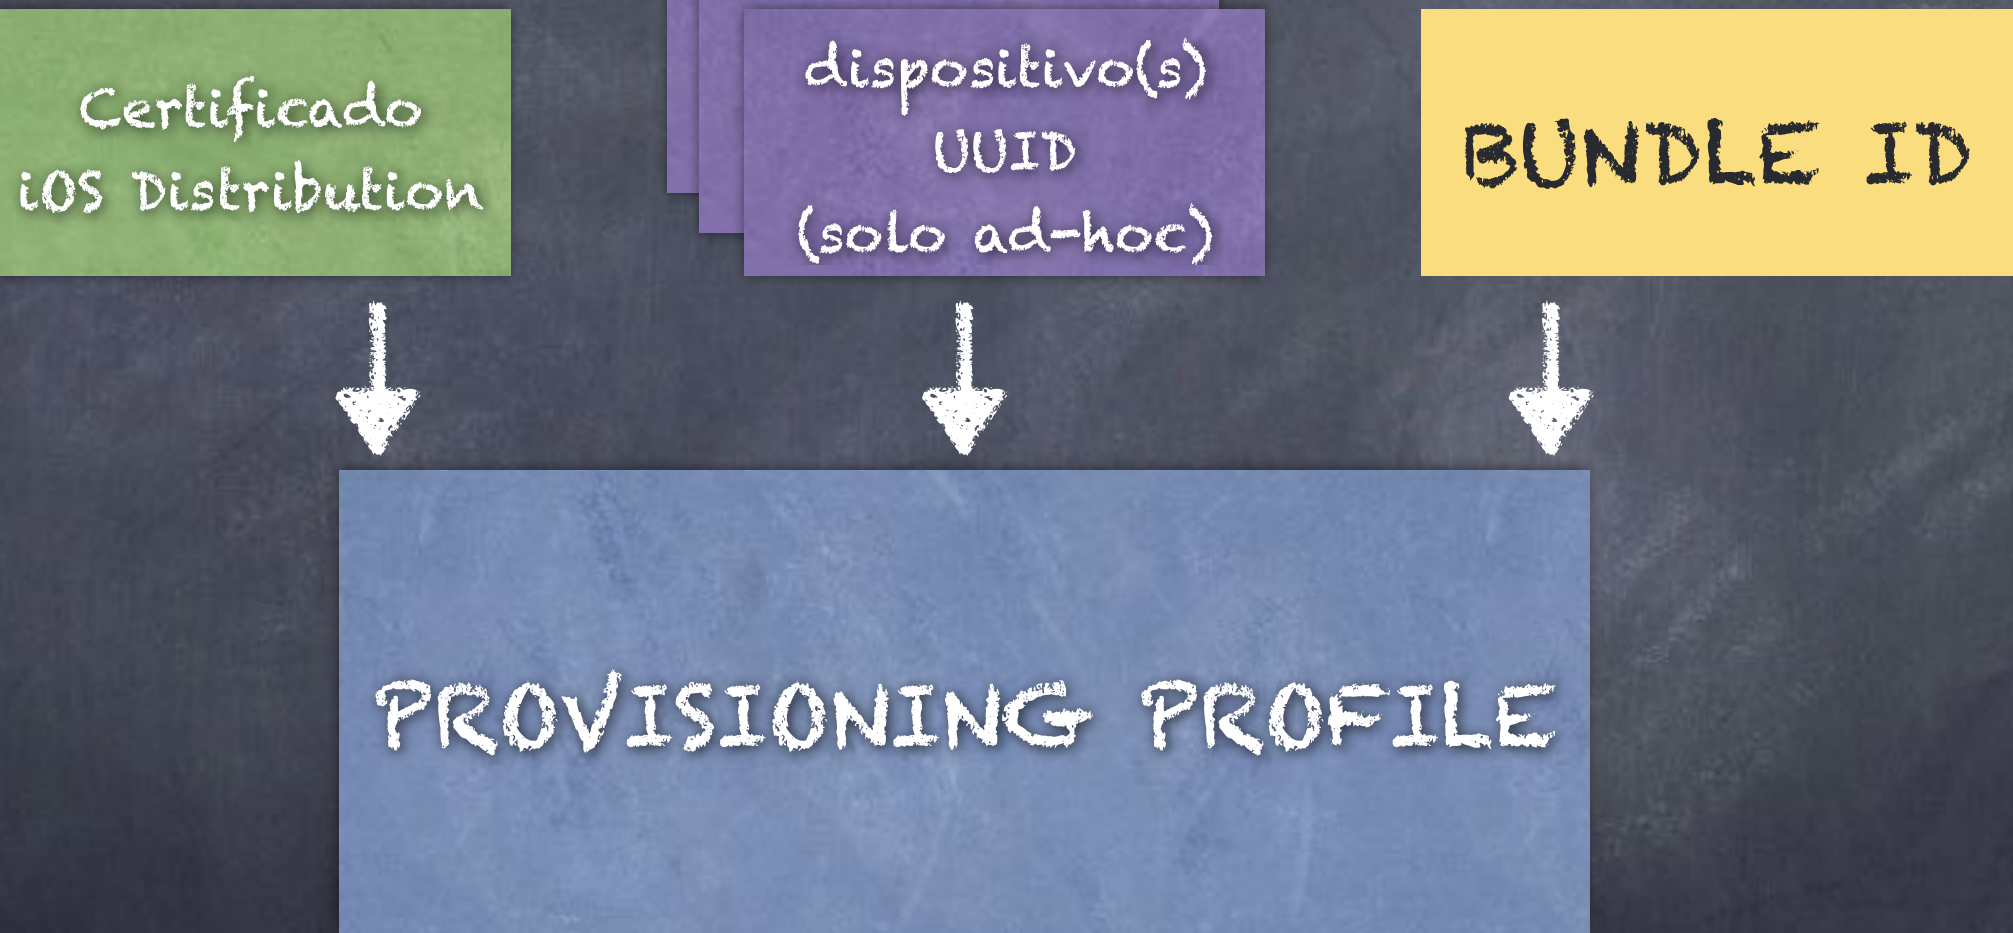 Certificado
iOS Distribution
dispositivo(s)
UUID
(solo ad-hoc)
BUNDLE ID
PROVISIONING PROFILE